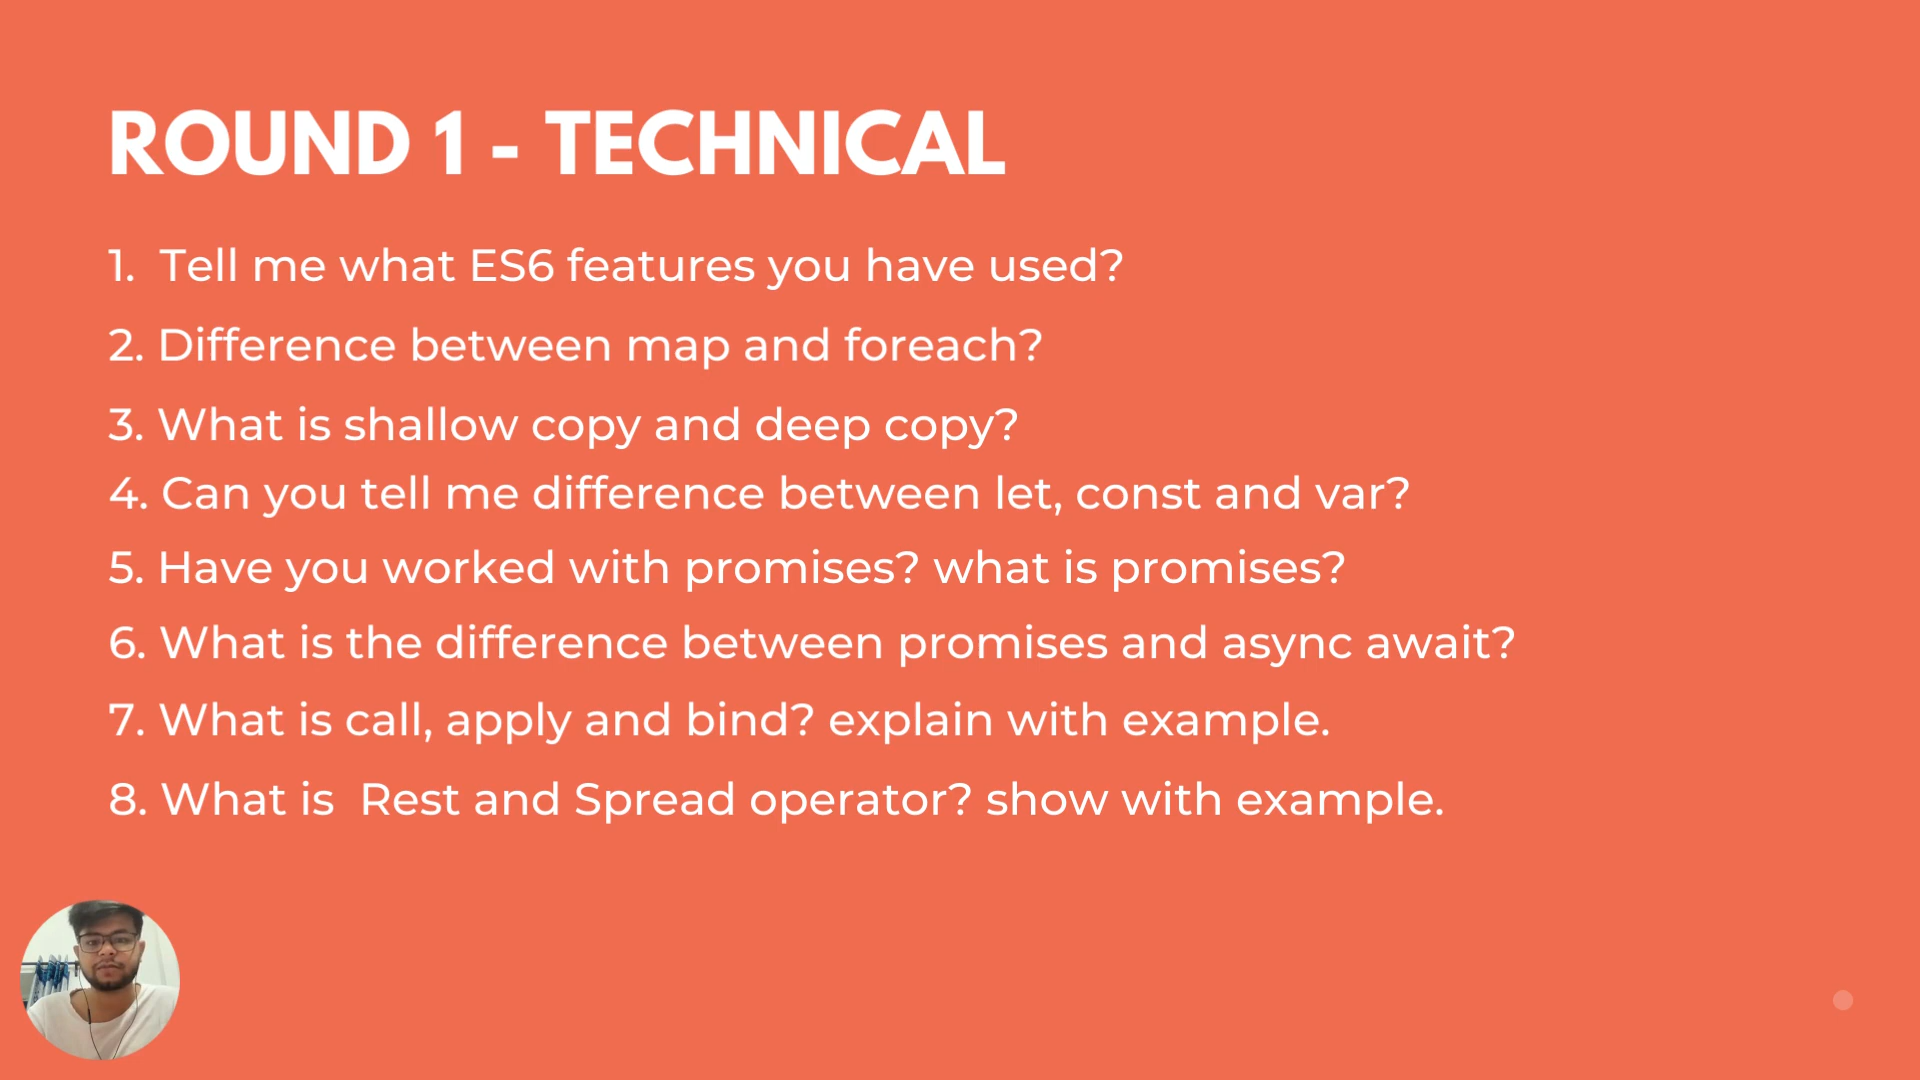 ROUND 1 - TECHNICAL
1. Tell me what ES6 features you have used?
2. Difference between map and foreach?
3. What is shallow copy and deep copy?
4. Can you tell me difference between let, const and var?
5. Have you worked with promises? what is promises?
6. What is the difference between promises and async await?
7. What is call, apply and bind? explain with example.
8. What is  Rest and Spread operator? show with example.